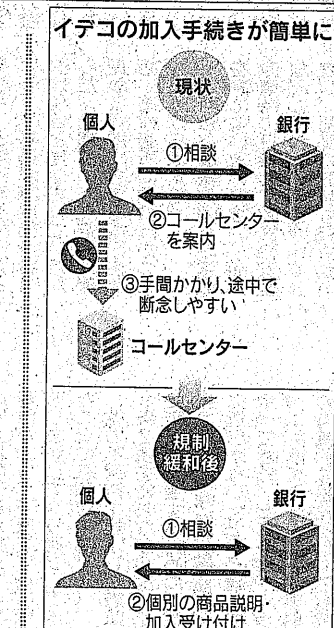 イデコの加入手続きが簡単に
現状
個人
銀行
①相談
②コールセンター
を案内
③手間かかり、途中で
断念しやすい
コールセンター
規制
緩和後
個人
銀行
①相談
②個別の商品説明・
加入受け付け